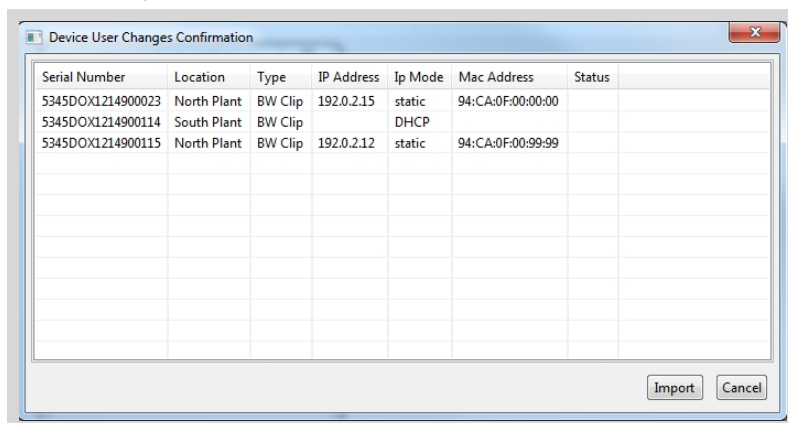 Device User Changes Confirmation
Serial Number Location Type IP Address Ip Mode Mac Address Status
5345DOX1214900023 North Plant BW Clip 192.0.2.15 static 94:CA:0F:00:00:00
5345DOX1214900114 South Plant BW Clip DHCP
5345DOX1214900115 North Plant BW Clip 192.0.2.12 static 94:CA:0F:00:99:99
Import Cancel